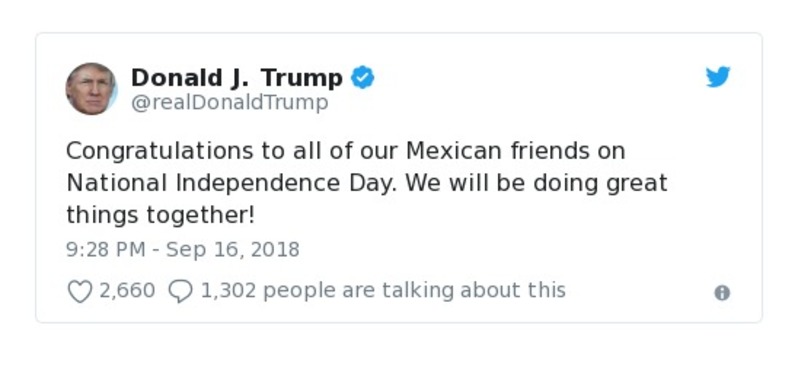 Donald J. Trump
@realDonaldTrump
Congratulations to all of our Mexican friends on
National Independence Day. We will be doing great
things together!
9:28 PM - Sep 16, 2018
2,660 1,302 people are talking about this